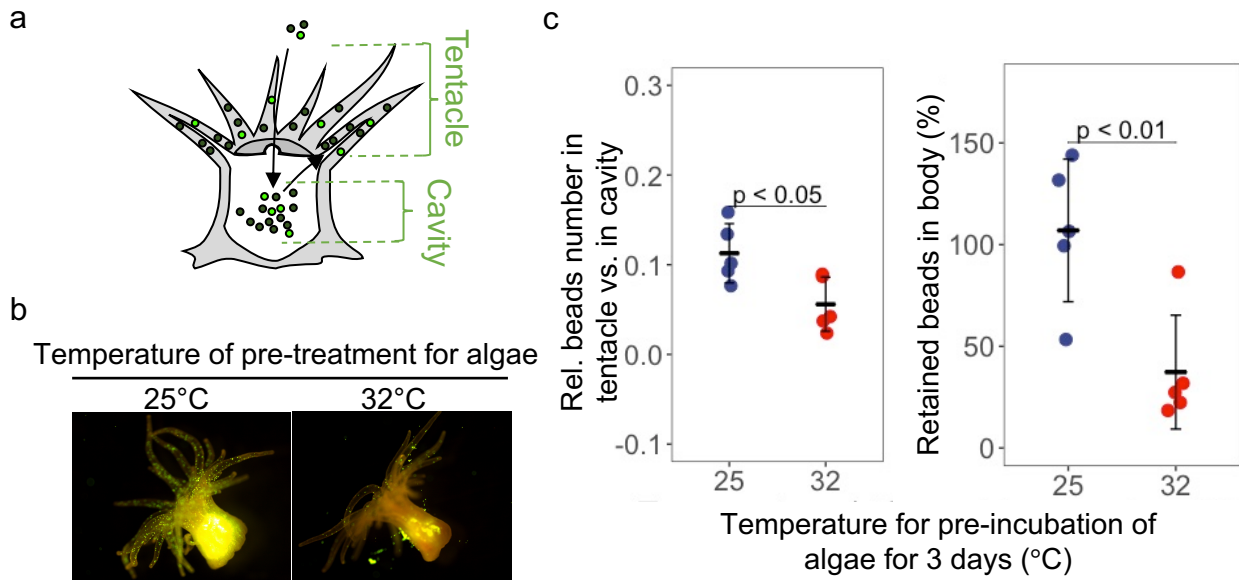 a
Tentacle
Cavity
b
Temperature of pre-treatment for algae
25°C
32°C
c
Rel. beads number in
tentacle vs. in cavity
0.3
0.2
0.1
0.0
-0.1
p < 0.05
25
32
Retained beads in body (%)
150
100
50
0
p < 0.01
25
32
Temperature for pre-incubation of
algae for 3 days (°C)